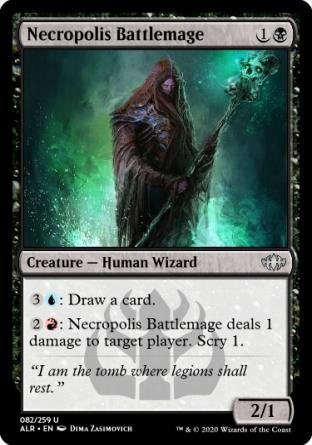 Necropolis Battlemage 1
Creature — Human Wizard
3 : Draw a card.
2 : Necropolis Battlemage deals 1
damage to target player. Scry 1.
“I am the tomb where legions shall
rest.”
2/1
082/259 U
ALR • EN DIMA ZASIMOVICH ™ & © 2020 Wizards of the Coast